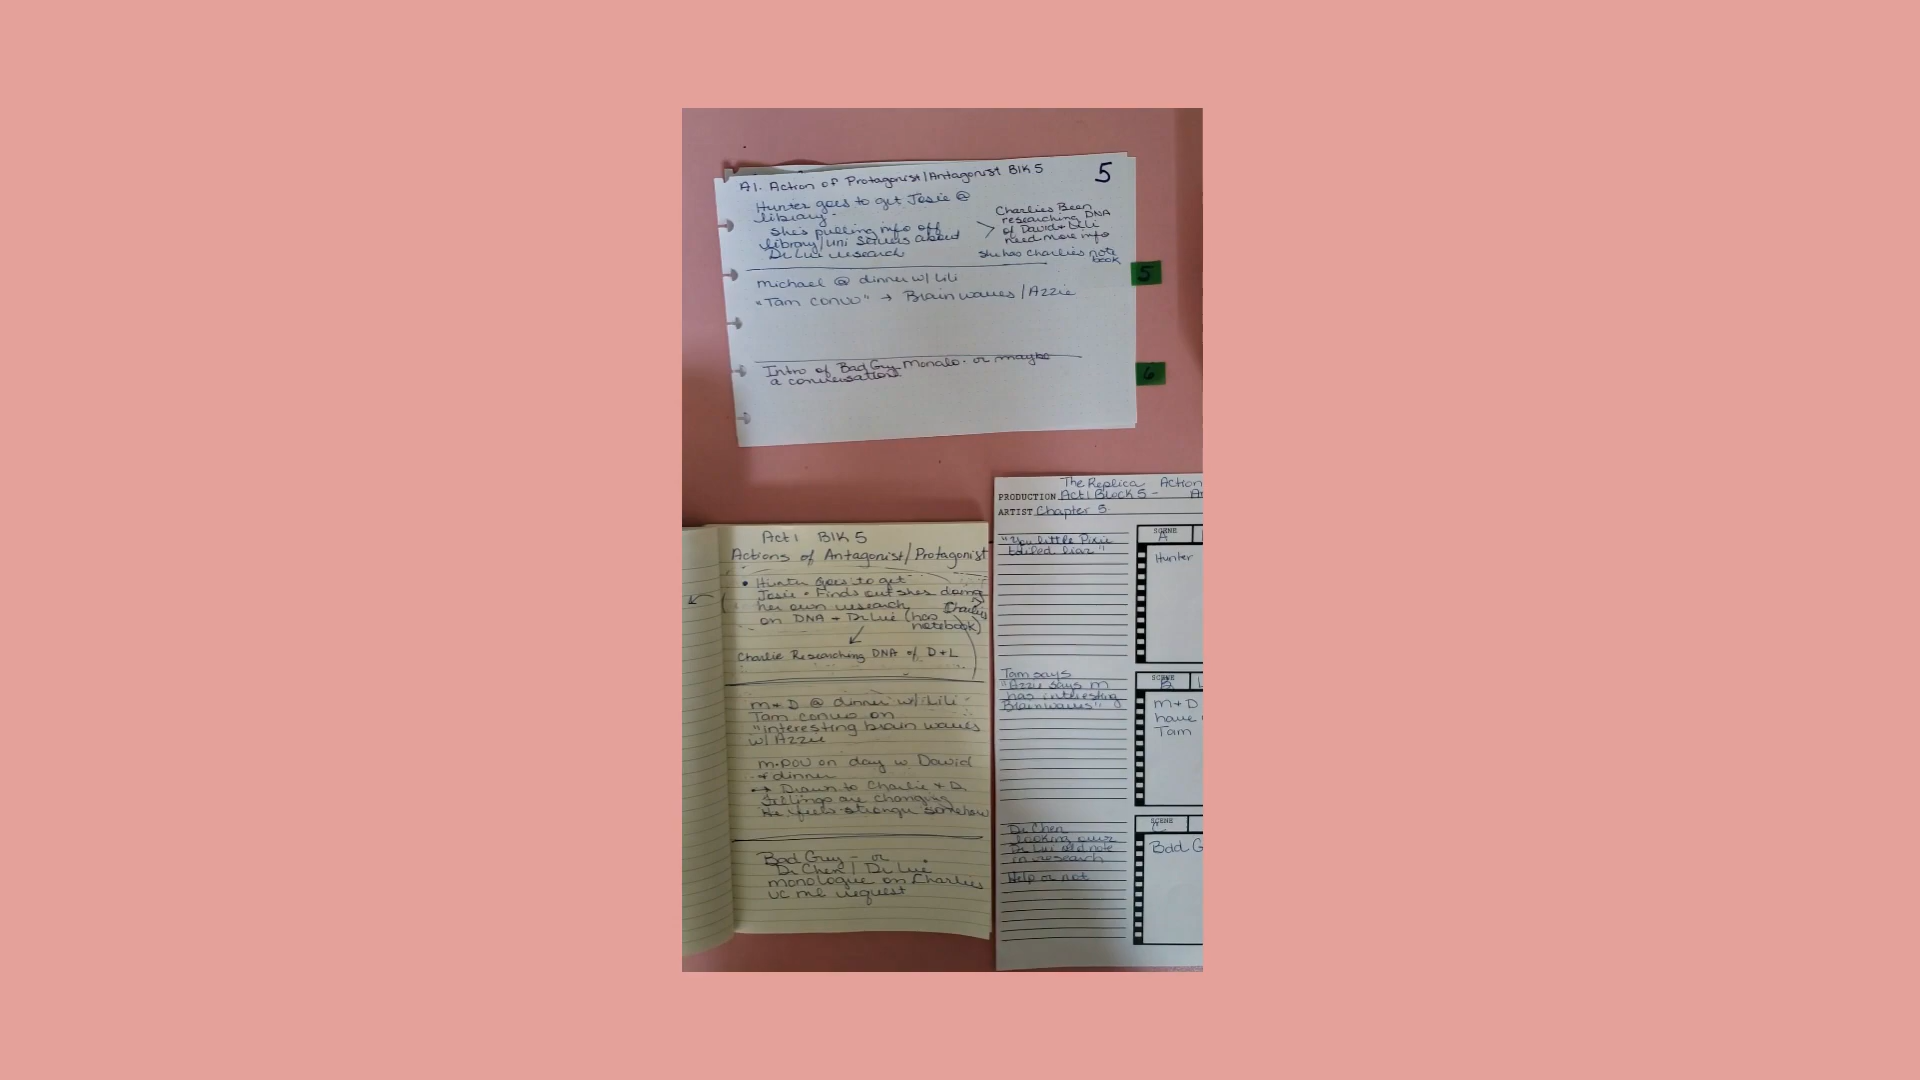 A1. Action of Protagonist/Antagonist Blk 5
5
Hunter goes to get Josie @
library.
She's pulling info off
library/uni servers about
Dr Lui research
Charlies Been
researching DNA
of David + Lili
need more info
She has Charlies note
book
5
Michael @ dinner w/ Lili
"Tam convo" → Brain waves / Azzie
Intro of Bad Guy Monalo. or maybe
a conversation
6
Act 1 Blk 5
Actions of Antagonist/Protagonist
• Hunter goes to get
Josie • Finds out shes doing
her own research
on DNA + Dr Lui (has Charlies
notebook)
Charlie Researching DNA of D+L
M+D @ dinner w/ Lili
Tam convo on
"interesting brain waves
w/ Azzie
M. POV on day w David
+ dinner
→ Drawn to Charlie + D.
feelings are changing
He feels stronger somehow
Bad Guy - or
Dr Chen / Dr Lui
monologue on Charlies
UC me request
The Replica Action
PRODUCTION Act 1 Block 5 -
ARTIST Chapter 5
"You little Pixie
tailed liar"
SCENE
A
Hunter
Tam says
"Azzie says M
has interesting
Brainwaves"
SCENE
B
M+D
have
Tam
Dr Chen
looking over
Dr Lui old note
in research
Help or not
SCENE
C
Bad G